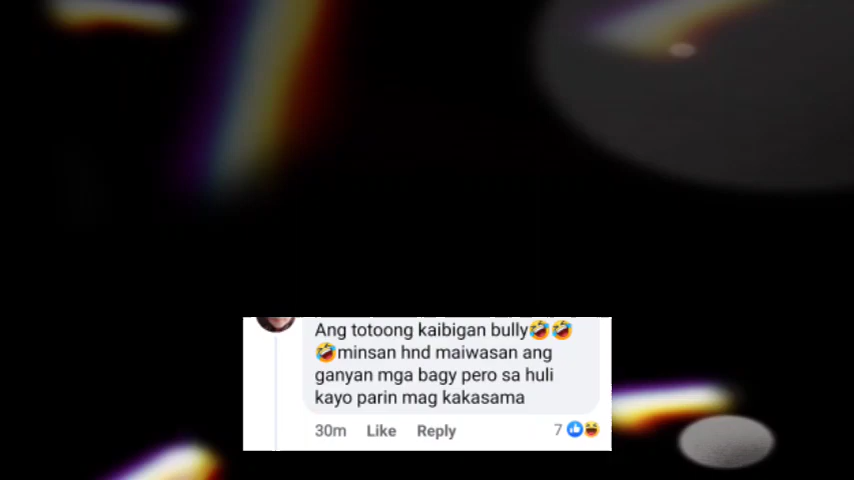 Ang totoong kaibigan bully🤣🤣
🤣minsan hnd maiwasan ang
ganyan mga bagy pero sa huli
kayo parin mag kakasama
30m Like Reply 7